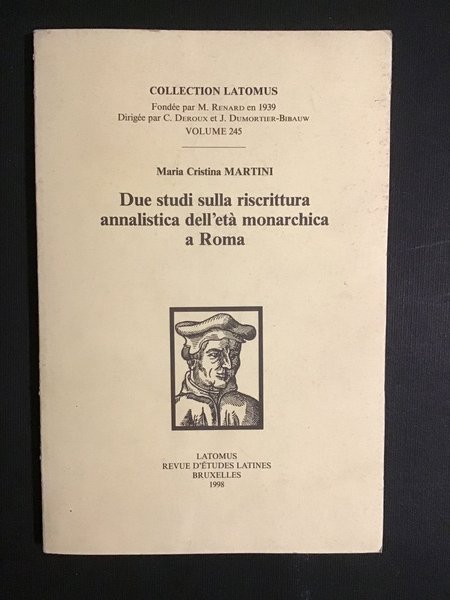 COLLECTION LATOMUS
Fondée par M. RENARD en 1939
Dirigée par C. DEROUX et J. DUMORTIER-BIBAUW
VOLUME 245
Maria Cristina MARTINI
Due studi sulla riscrittura
annalistica dell'età monarchica
a Roma
LATOMUS
REVUE D'ÉTUDES LATINES
BRUXELLES
1998